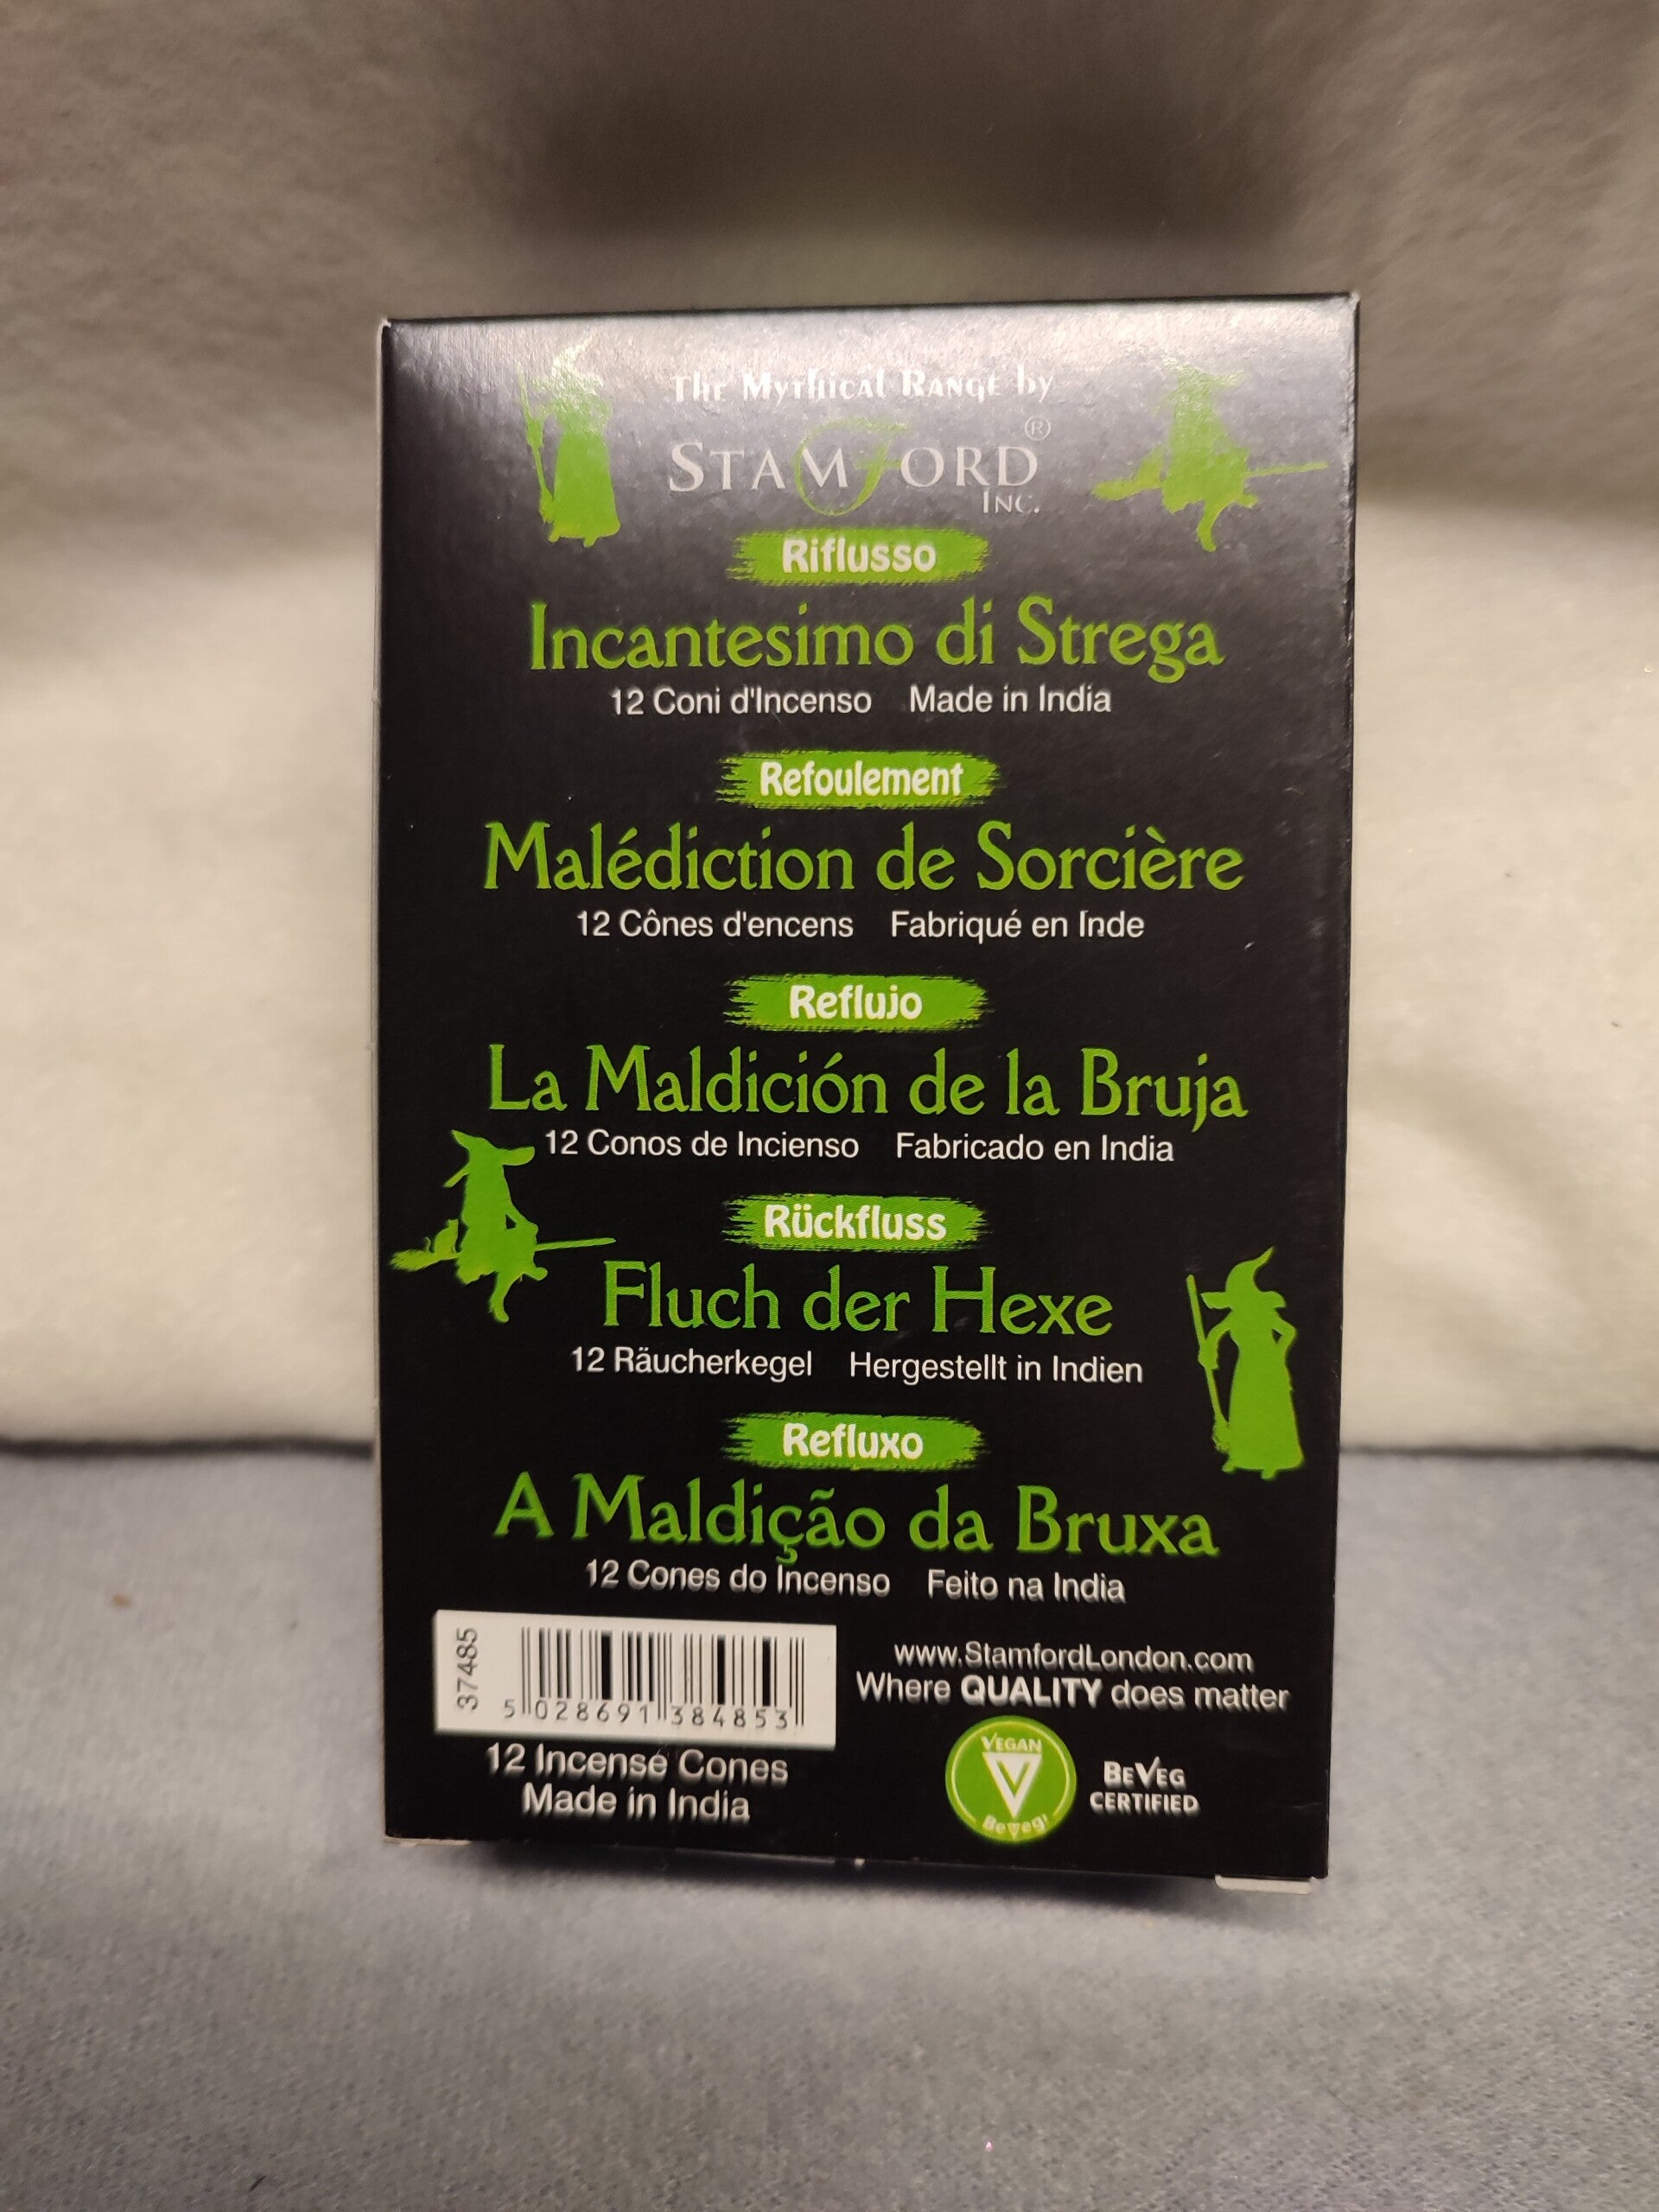 The Mythical Range by
STAMFORD®
INC.
Riflusso
Incantesimo di Strega
12 Coni d'Incenso Made in India
Refoulement
Malédiction de Sorcière
12 Cônes d'encens Fabriqué en Inde
Reflujo
La Maldición de la Bruja
12 Conos de Incienso Fabricado en India
Rückfluss
Fluch der Hexe
12 Räucherkegel Hergestellt in Indien
Refluxo
A Maldição da Bruxa
12 Cones do Incenso Feito na India
37485
5 028691 384853
12 Incense Cones
Made in India
www.StamfordLondon.com
Where QUALITY does matter
VEGAN
BeVeg!
BEVEG
CERTIFIED